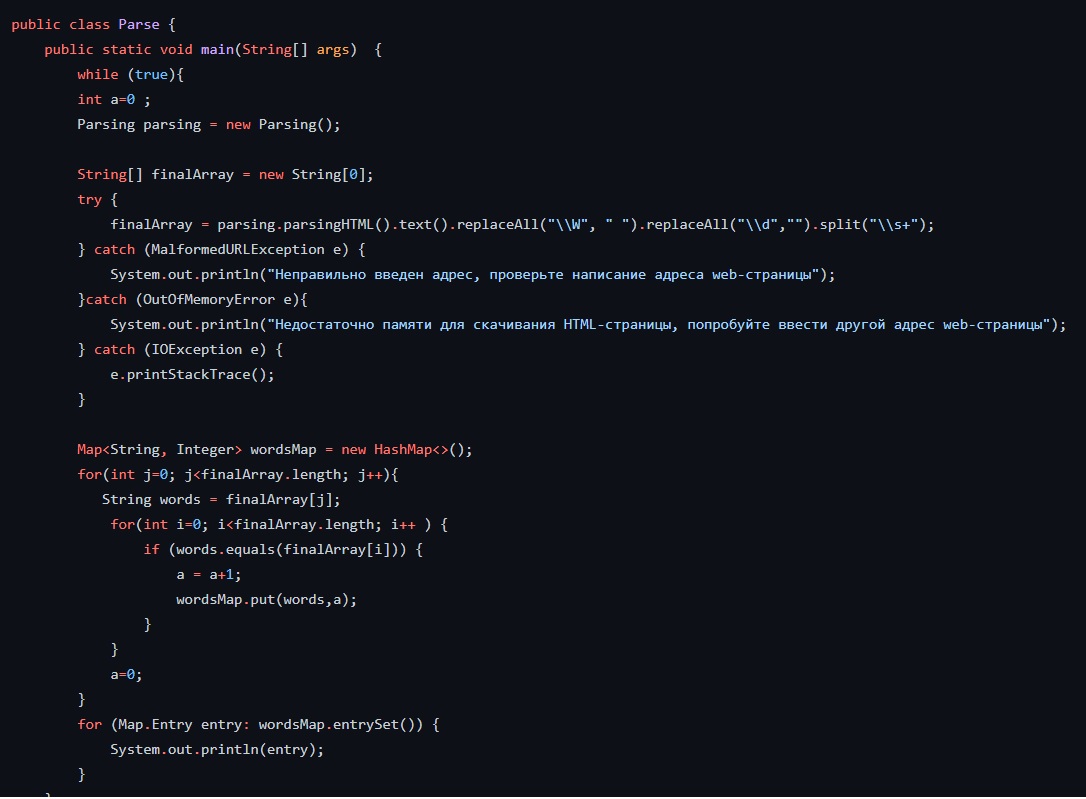 public class Parse {
    public static void main(String[] args)  {
        while (true){
        int a=0 ;
        Parsing parsing = new Parsing();

        String[] finalArray = new String[0];
        try {
            finalArray = parsing.parsingHTML().text().replaceAll("\\W", " ").replaceAll("\\d","").split("\\s+");
        } catch (MalformedURLException e) {
            System.out.println("Неправильно введен адрес, проверьте написание адреса web-страницы");
        }catch (OutOfMemoryError e){
            System.out.println("Недостаточно памяти для скачивания HTML-страницы, попробуйте ввести другой адрес web-страницы");
        } catch (IOException e) {
            e.printStackTrace();
        }

        Map<String, Integer> wordsMap = new HashMap<>();
        for(int j=0; j<finalArray.length; j++){
           String words = finalArray[j];
            for(int i=0; i<finalArray.length; i++ ) {
                if (words.equals(finalArray[i])) {
                    a = a+1;
                    wordsMap.put(words,a);
                }
            }
            a=0;
        }
        for (Map.Entry entry: wordsMap.entrySet()) {
            System.out.println(entry);
        }
    }